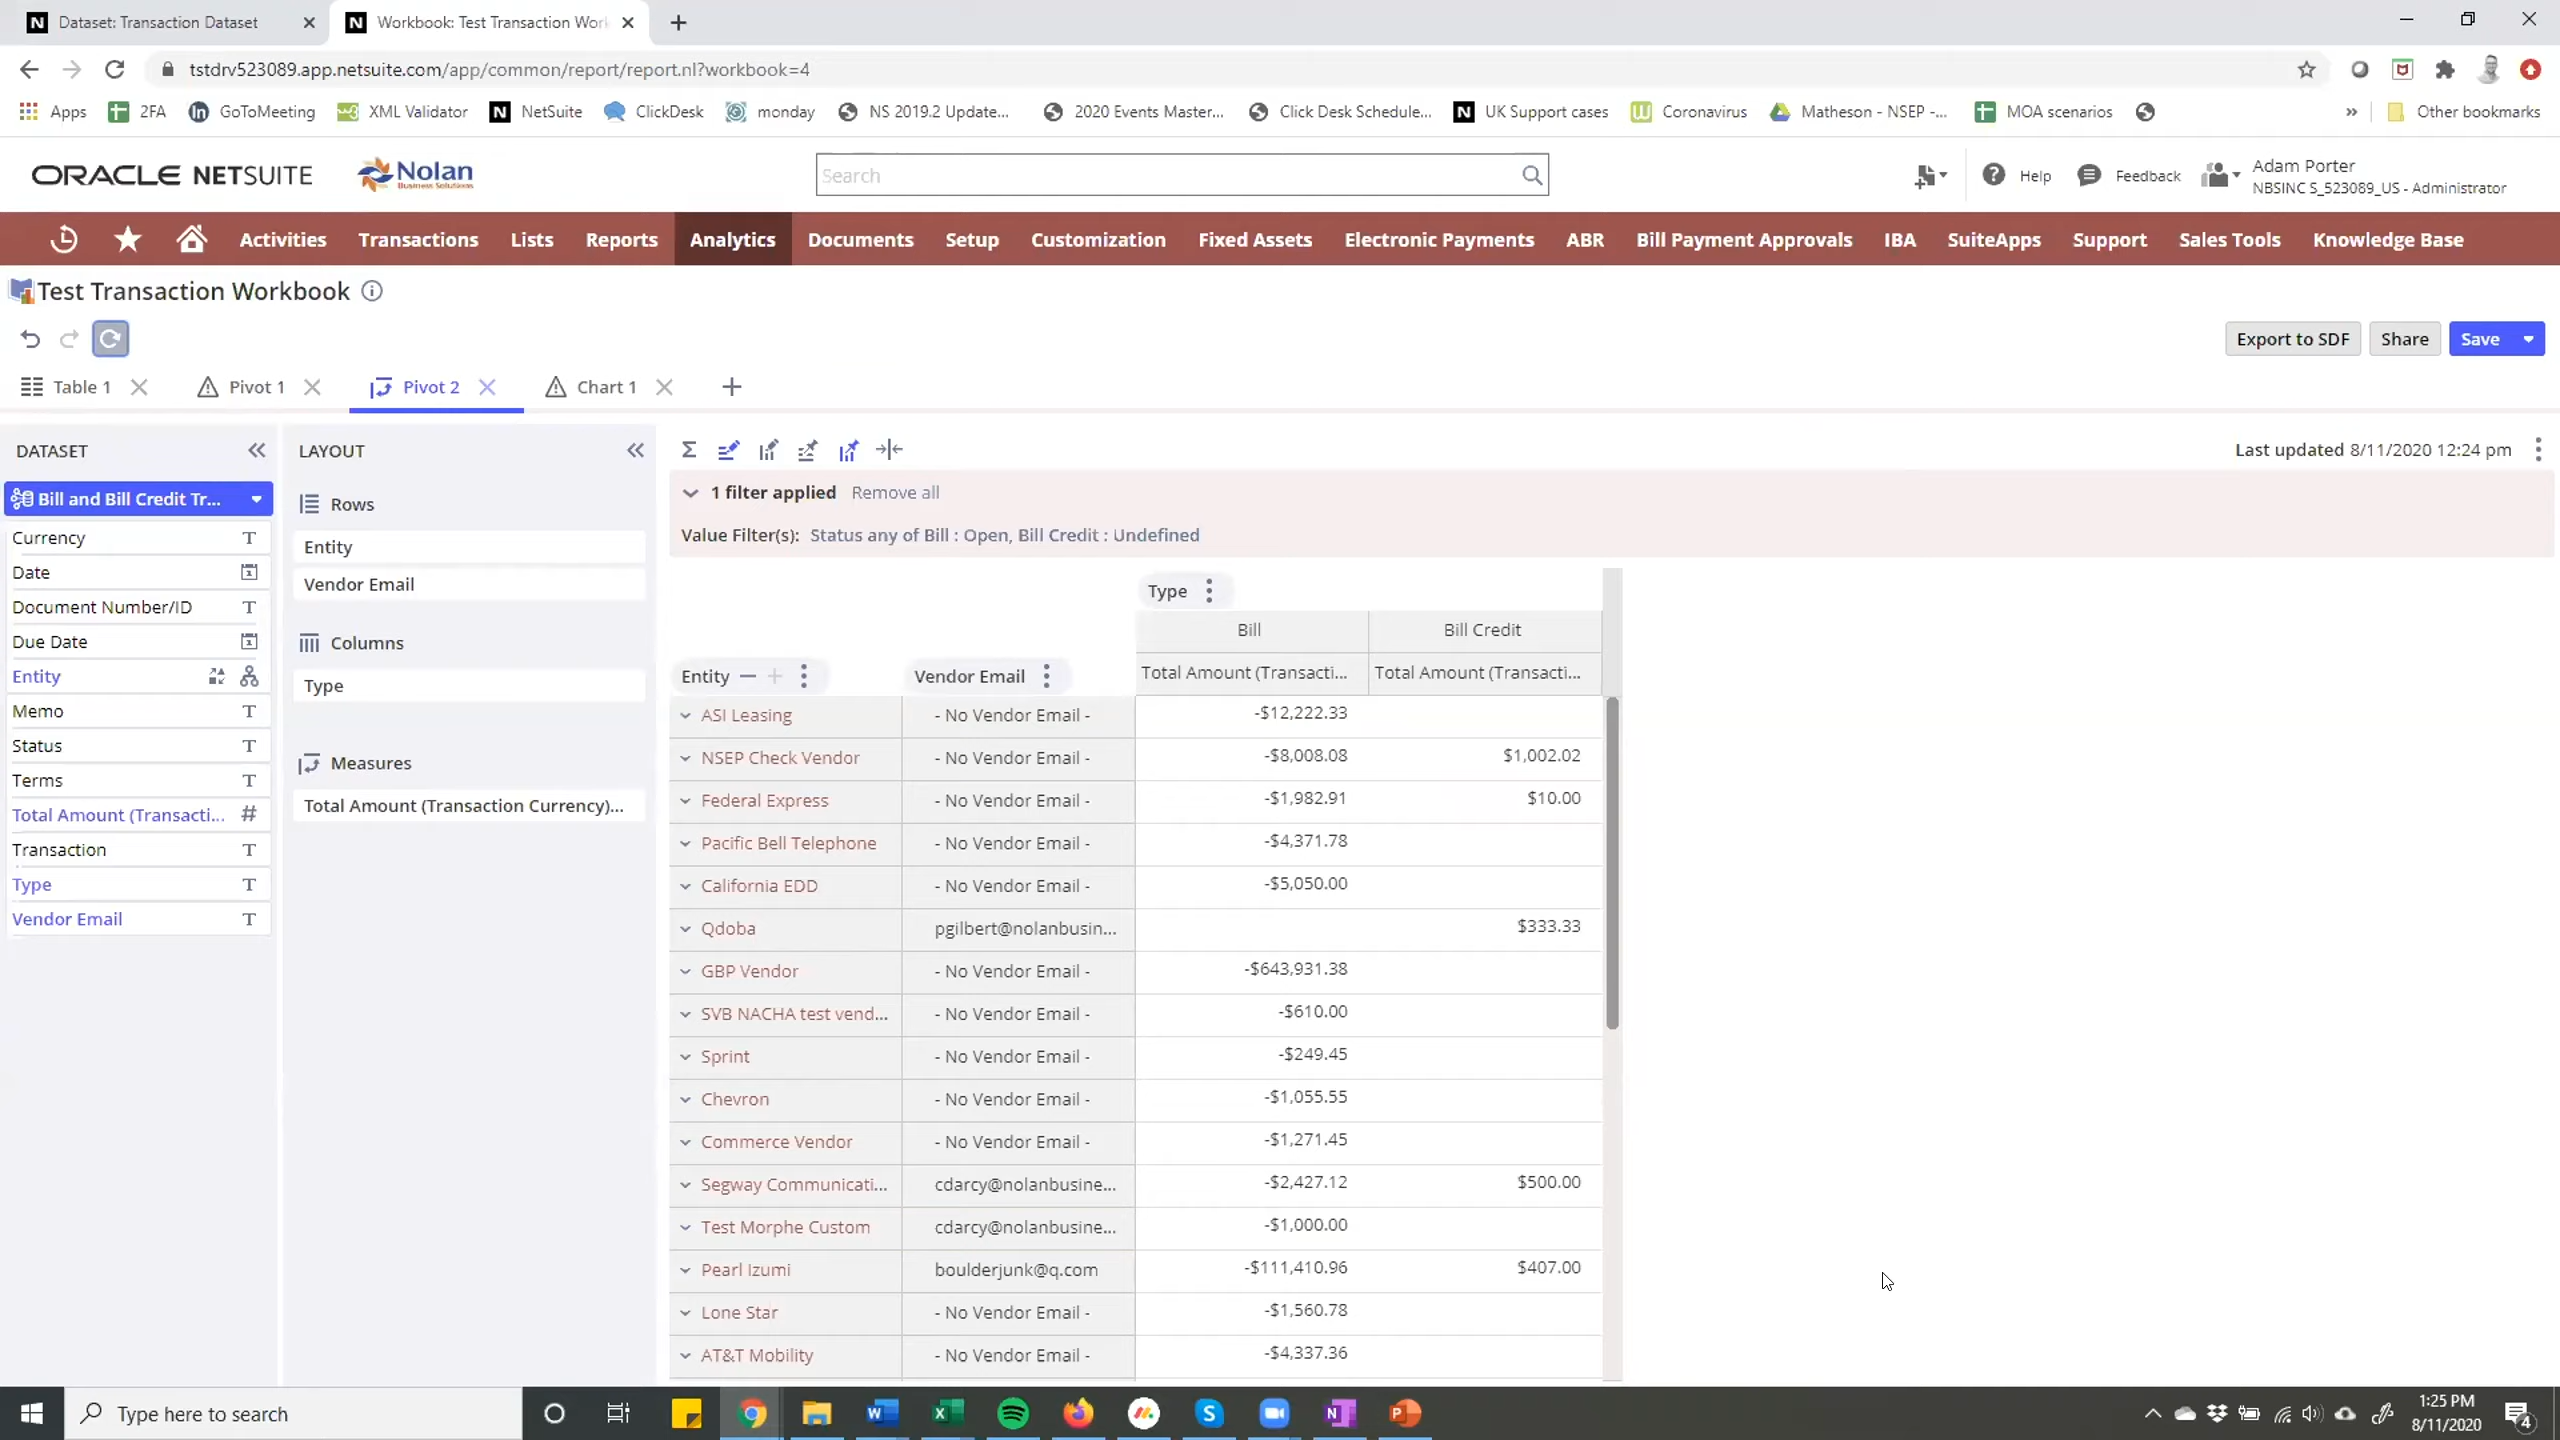 Dataset: Transaction Dataset
Workbook: Test Transaction Wor
tstdrv523089.app.netsuite.com/app/common/report/report.nl?workbook=4
Apps 2FA GoToMeeting XML Validator NetSuite ClickDesk monday NS 2019.2 Update... 2020 Events Master... Click Desk Schedule... UK Support cases Coronavirus Matheson - NSEP -... MOA scenarios » Other bookmarks
ORACLE NETSUITE Nolan Business Solutions Search Help Feedback Adam Porter
NBSINC S_523089_US - Administrator
Activities Transactions Lists Reports Analytics Documents Setup Customization Fixed Assets Electronic Payments ABR Bill Payment Approvals IBA SuiteApps Support Sales Tools Knowledge Base
Test Transaction Workbook
Export to SDF Share Save
Table 1 Pivot 1 Pivot 2 Chart 1
DATASET
Bill and Bill Credit Tr...
Currency
Date
Document Number/ID
Due Date
Entity
Memo
Status
Terms
Total Amount (Transacti...
Transaction
Type
Vendor Email
LAYOUT
Rows
Entity
Vendor Email
Columns
Type
Measures
Total Amount (Transaction Currency)...
Last updated 8/11/2020 12:24 pm
1 filter applied Remove all
Value Filter(s): Status any of Bill : Open, Bill Credit : Undefined
Type
Bill Bill Credit
Entity Vendor Email Total Amount (Transacti... Total Amount (Transacti...
ASI Leasing - No Vendor Email - -$12,222.33
NSEP Check Vendor - No Vendor Email - -$8,008.08 $1,002.02
Federal Express - No Vendor Email - -$1,982.91 $10.00
Pacific Bell Telephone - No Vendor Email - -$4,371.78
California EDD - No Vendor Email - -$5,050.00
Qdoba pgilbert@nolanbusin... $333.33
GBP Vendor - No Vendor Email - -$643,931.38
SVB NACHA test vend... - No Vendor Email - -$610.00
Sprint - No Vendor Email - -$249.45
Chevron - No Vendor Email - -$1,055.55
Commerce Vendor - No Vendor Email - -$1,271.45
Segway Communicati... cdarcy@nolanbusine... -$2,427.12 $500.00
Test Morphe Custom cdarcy@nolanbusine... -$1,000.00
Pearl Izumi boulderjunk@q.com -$111,410.96 $407.00
Lone Star - No Vendor Email - -$1,560.78
AT&T Mobility - No Vendor Email - -$4,337.36
Type here to search
1:25 PM
8/11/2020
4